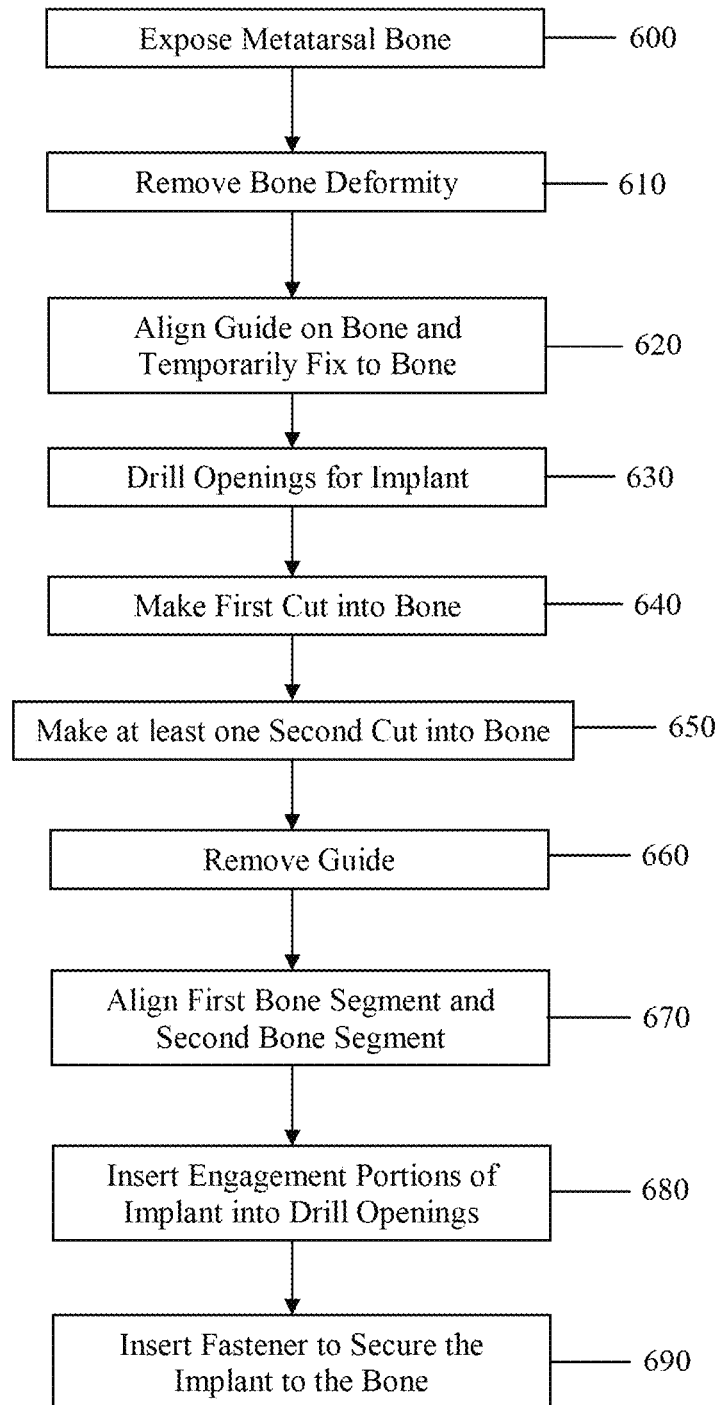 Expose Metatarsal Bone
600
Remove Bone Deformity
610
Align Guide on Bone and
Temporarily Fix to Bone
620
Drill Openings for Implant
630
Make First Cut into Bone
640
Make at least one Second Cut into Bone
650
Remove Guide
660
Align First Bone Segment and
Second Bone Segment
670
Insert Engagement Portions of
Implant into Drill Openings
680
Insert Fastener to Secure the
Implant to the Bone
690